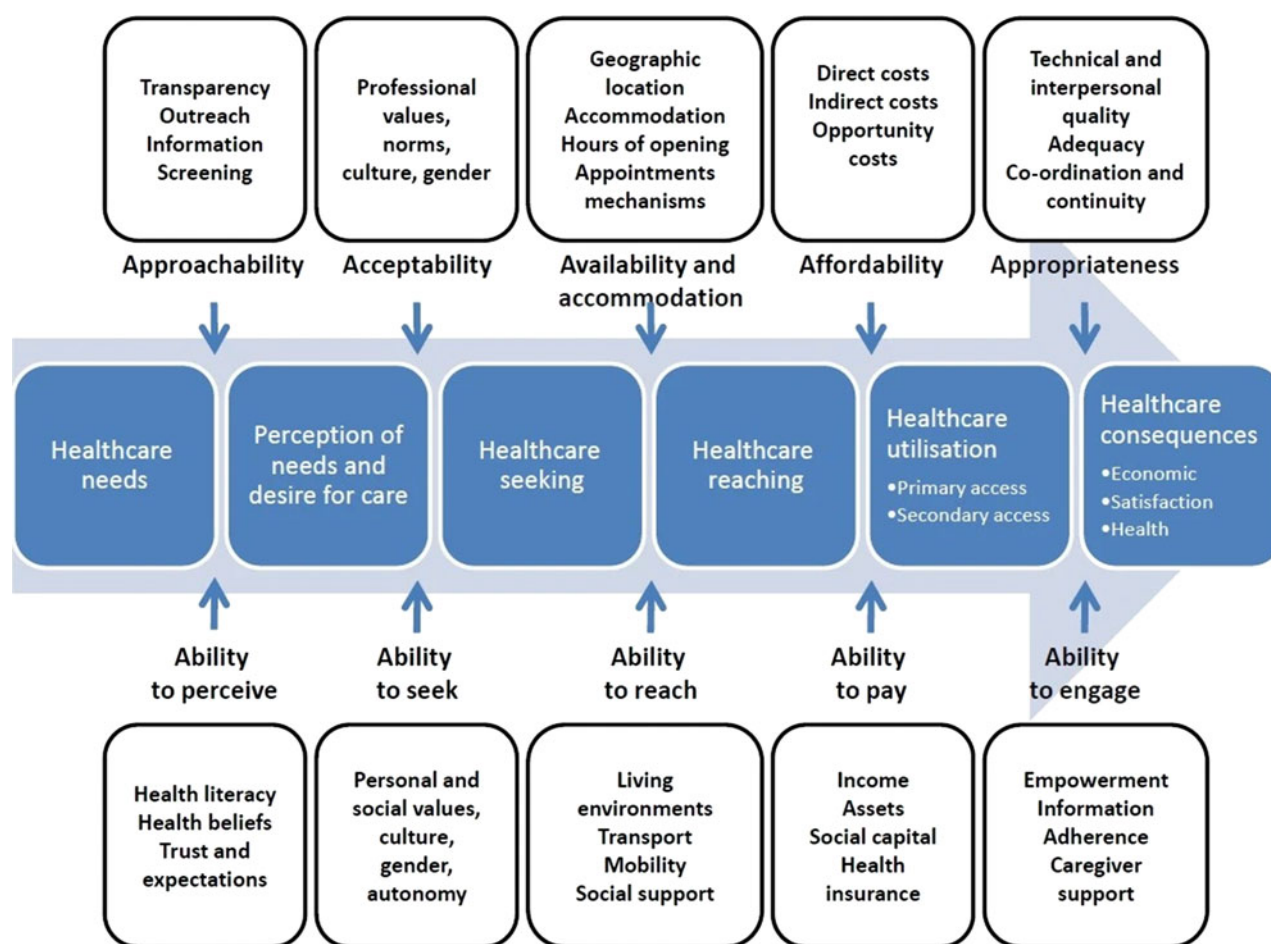 Transparency
Outreach
Information
Screening
Professional
values,
norms,
culture, gender
Geographic
location
Accommodation
Hours of opening
Appointments
mechanisms
Direct costs
Indirect costs
Opportunity
costs
Technical and
interpersonal
quality
Adequacy
Co-ordination and
continuity
Approachability
Acceptability
Availability and
accommodation
Affordability
Appropriateness
Healthcare
needs
Perception of
needs and
desire for care
Healthcare
seeking
Healthcare
reaching
Healthcare
utilisation
•Primary access
•Secondary access
Healthcare
consequences
•Economic
•Satisfaction
•Health
Ability
to perceive
Ability
to seek
Ability
to reach
Ability
to pay
Ability
to engage
Health literacy
Health beliefs
Trust and
expectations
Personal and
social values,
culture,
gender,
autonomy
Living
environments
Transport
Mobility
Social support
Income
Assets
Social capital
Health
insurance
Empowerment
Information
Adherence
Caregiver
support